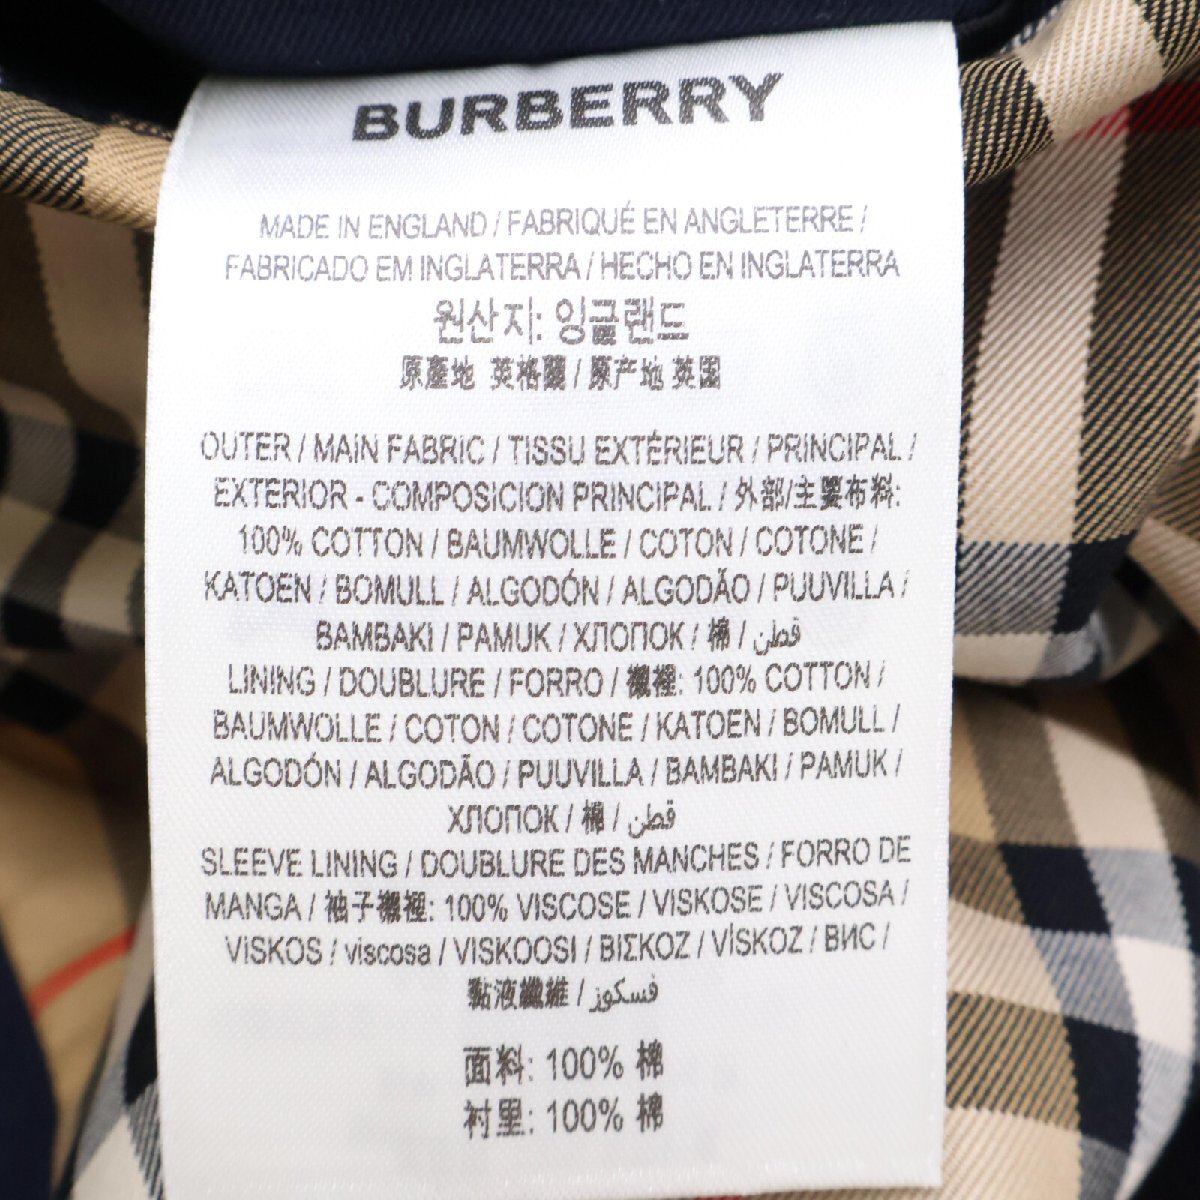 BURBERRY
MADE IN ENGLAND / FABRIQUÉ EN ANGLETERRE /
FABRICADO EM INGLATERRA / HECHO EN INGLATERRA
원산지: 잉글랜드
原產地 英格蘭 / 原产地 英国
OUTER / MAIN FABRIC / TISSU EXTÉRIEUR / PRINCIPAL /
EXTERIOR - COMPOSICION PRINCIPAL / 外部/主要布料:
100% COTTON / BAUMWOLLE / COTON / COTONE /
KATOEN / BOMULL / ALGODÓN / ALGODÃO / PUUVILLA /
BAMBAKI / PAMUK / ХЛОПОК / 棉 / قطن
LINING / DOUBLURE / FORRO / 襯裡: 100% COTTON /
BAUMWOLLE / COTON / COTONE / KATOEN / BOMULL /
ALGODÓN / ALGODÃO / PUUVILLA / BAMBAKI / PAMUK /
ХЛОПОК / 棉 / قطن
SLEEVE LINING / DOUBLURE DES MANCHES / FORRO DE
MANGA / 袖子襯裡: 100% VISCOSE / VISKOSE / VISCOSA /
VISKOS / viscosa / VISKOOSI / ΒΙΣΚΟΖ / VİSKOZ / ВИС /
黏液纖維 / فسكوز
面料: 100% 棉
衬里: 100% 棉